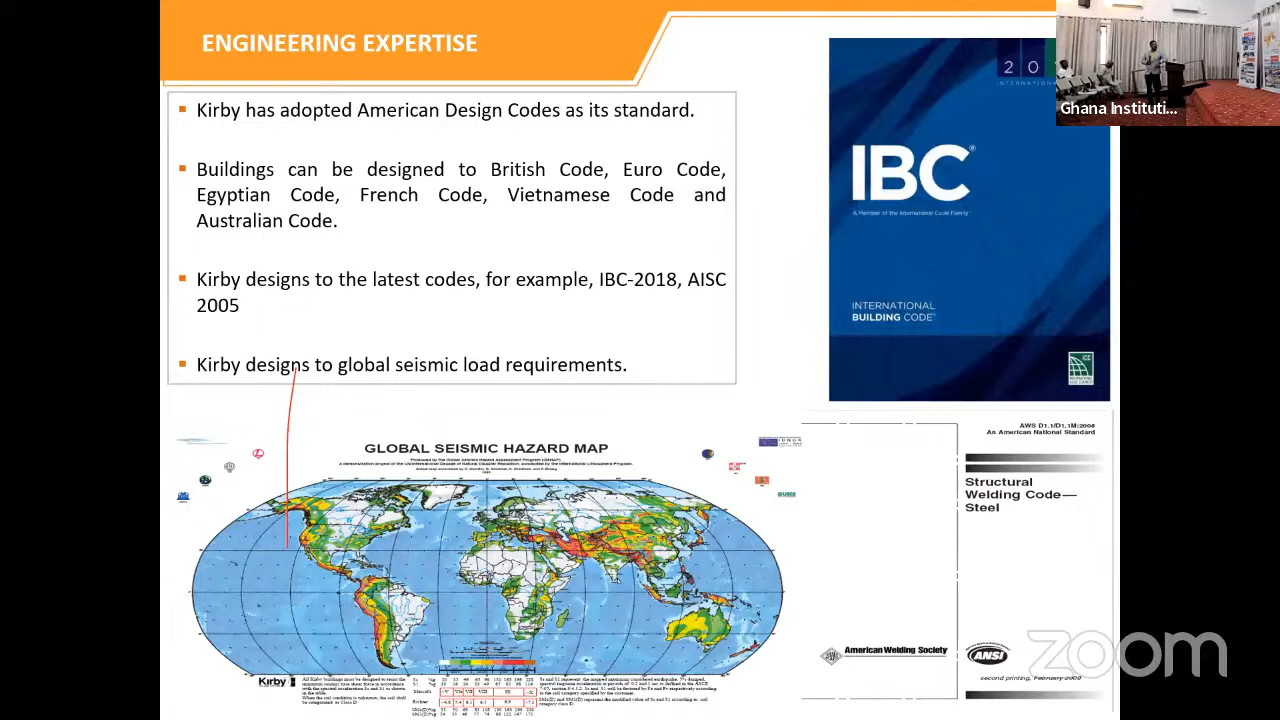 ENGINEERING EXPERTISE
Kirby has adopted American Design Codes as its standard.
Buildings can be designed to British Code, Euro Code,
Egyptian Code, French Code, Vietnamese Code and
Australian Code.
Kirby designs to the latest codes, for example, IBC-2018, AISC
2005
Kirby designs to global seismic load requirements.
2 0
IBC®
A Member of the International Code Family®
INTERNATIONAL
BUILDING CODE®
Ghana Instituti...
GLOBAL SEISMIC HAZARD MAP
Kirby
AWS D1.1/D1.1M:2008
An American National Standard
Structural
Welding Code—
Steel
American Welding Society
ANSI
second printing, February 2009
zoom